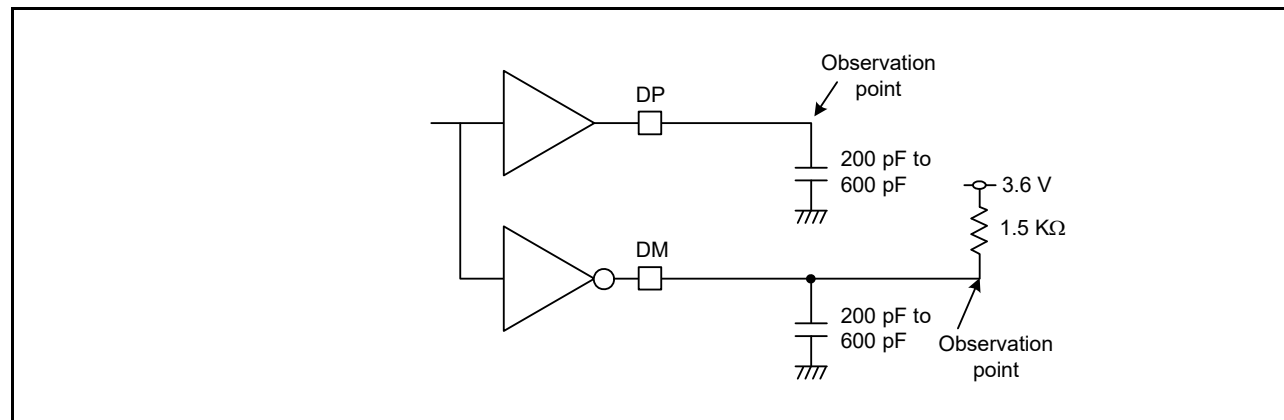 Observation
point
DP
200 pF to
600 pF
3.6 V
1.5 KΩ
DM
200 pF to
600 pF
Observation
point